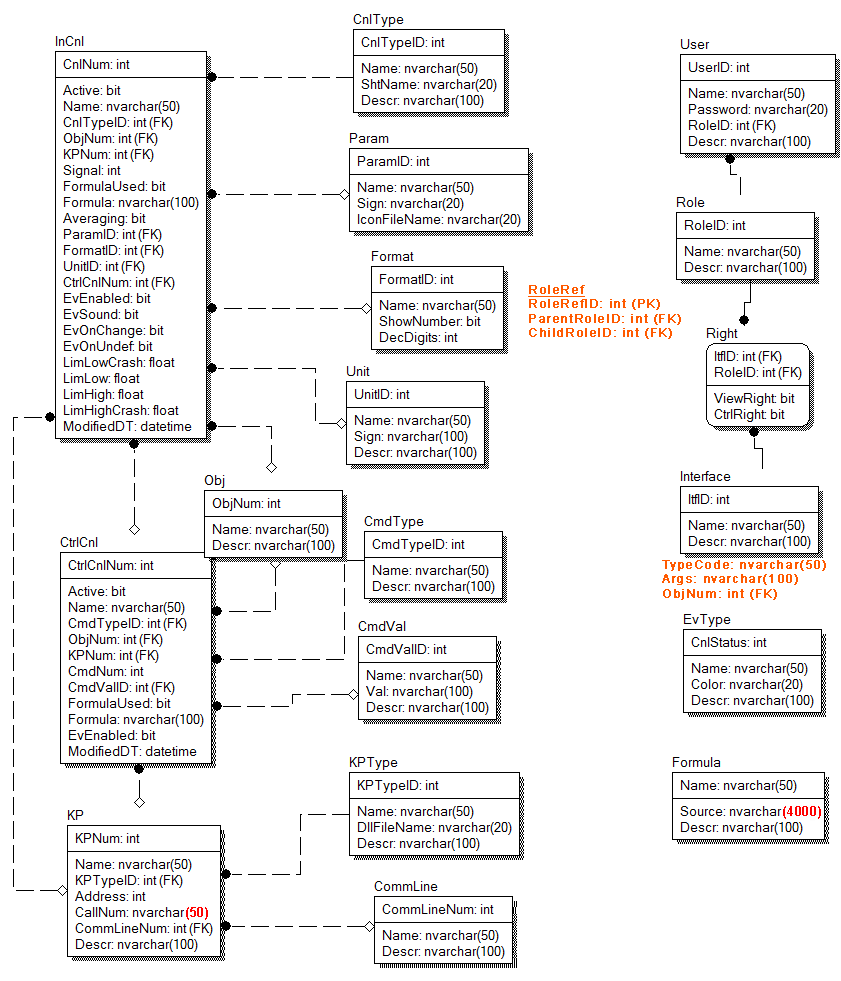 CnlType
CnlTypeID: int
Name: nvarchar(50)
ShtName: nvarchar(20)
Descr: nvarchar(100)
InCnl
CnlNum: int
Active: bit
Name: nvarchar(50)
CnlTypeID: int (FK)
ObjNum: int (FK)
KPNum: int (FK)
Signal: int
FormulaUsed: bit
Formula: nvarchar(100)
Averaging: bit
ParamID: int (FK)
FormatID: int (FK)
UnitID: int (FK)
CtrlCnlNum: int (FK)
EvEnabled: bit
EvSound: bit
EvOnChange: bit
EvOnUndef: bit
LimLowCrash: float
LimLow: float
LimHigh: float
LimHighCrash: float
ModifiedDT: datetime
Param
ParamID: int
Name: nvarchar(50)
Sign: nvarchar(20)
IconFileName: nvarchar(20)
Format
FormatID: int
Name: nvarchar(50)
ShowNumber: bit
DecDigits: int
Unit
UnitID: int
Name: nvarchar(50)
Sign: nvarchar(100)
Descr: nvarchar(100)
Obj
ObjNum: int
Name: nvarchar(50)
Descr: nvarchar(100)
CmdType
CmdTypeID: int
Name: nvarchar(50)
Descr: nvarchar(100)
CtrlCnl
CtrlCnlNum: int
Active: bit
Name: nvarchar(50)
CmdTypeID: int (FK)
ObjNum: int (FK)
KPNum: int (FK)
CmdNum: int
CmdValID: int (FK)
FormulaUsed: bit
Formula: nvarchar(100)
EvEnabled: bit
ModifiedDT: datetime
CmdVal
CmdValID: int
Name: nvarchar(50)
Val: nvarchar(100)
Descr: nvarchar(100)
KPType
KPTypeID: int
Name: nvarchar(50)
DllFileName: nvarchar(20)
Descr: nvarchar(100)
KP
KPNum: int
Name: nvarchar(50)
KPTypeID: int (FK)
Address: int
CallNum: nvarchar(50)
CommLineNum: int (FK)
Descr: nvarchar(100)
CommLine
CommLineNum: int
Name: nvarchar(50)
Descr: nvarchar(100)
User
UserID: int
Name: nvarchar(50)
Password: nvarchar(20)
RoleID: int (FK)
Descr: nvarchar(100)
Role
RoleID: int
Name: nvarchar(50)
Descr: nvarchar(100)
RoleRef
RoleRefID: int (PK)
ParentRoleID: int (FK)
ChildRoleID: int (FK)
Right
ItfID: int (FK)
RoleID: int (FK)
ViewRight: bit
CtrlRight: bit
Interface
ItfID: int
Name: nvarchar(50)
Descr: nvarchar(100)
TypeCode: nvarchar(50)
Args: nvarchar(100)
ObjNum: int (FK)
EvType
CnlStatus: int
Name: nvarchar(50)
Color: nvarchar(20)
Descr: nvarchar(100)
Formula
Name: nvarchar(50)
Source: nvarchar(4000)
Descr: nvarchar(100)